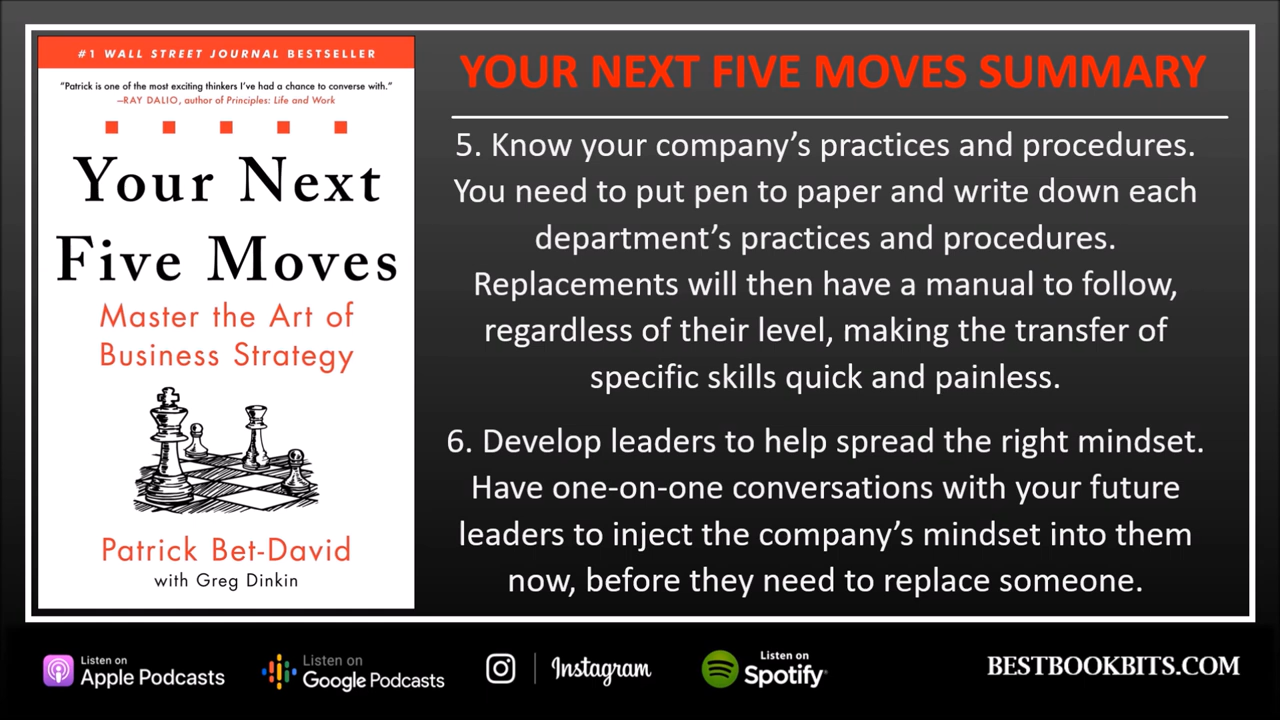 #1 WALL STREET JOURNAL BESTSELLER
“Patrick is one of the most exciting thinkers I’ve had a chance to converse with.”
—RAY DALIO, author of Principles: Life and Work
Your Next
Five Moves
Master the Art of
Business Strategy
Patrick Bet-David
with Greg Dinkin
YOUR NEXT FIVE MOVES SUMMARY
5. Know your company’s practices and procedures.
You need to put pen to paper and write down each
department’s practices and procedures.
Replacements will then have a manual to follow,
regardless of their level, making the transfer of
specific skills quick and painless.
6. Develop leaders to help spread the right mindset.
Have one-on-one conversations with your future
leaders to inject the company’s mindset into them
now, before they need to replace someone.
Listen on
Apple Podcasts
Listen on
Google Podcasts
Instagram
Listen on
Spotify
BESTBOOKBITS.COM